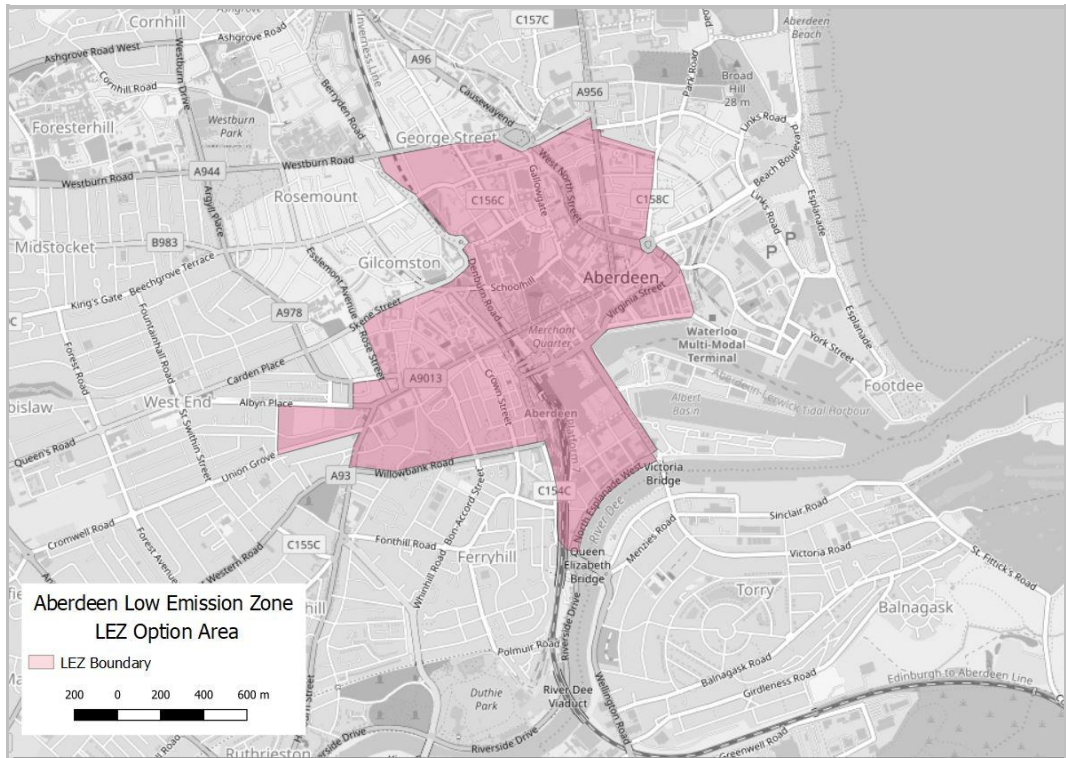 Cornhill
Ashgrove Road
Ashgrove Road West
Westburn Drive
Inverness Line
C157C
Aberdeen
Beach
A96
Cornhill Road
Berryden Road
Causewayend
A956
Park Road
Broad
Hill
28 m
Foresterhill
Westburn
Park
George Street
Links Road
Westburn Road
Westburn Road
A944
West North Street
Gallowgate
Beach Boulevard
Esplanade
Rosemount
Argyll Place
C156C
C158C
Links Road
Midstocket
B983
P
P
Gilcomston
Esslemont Avenue
Denburn Road
Schoolhill
Aberdeen
Virginia Street
King's Gate
Beechgrove Terrace
Skene Street
A978
Fountainhall Road
Rose Street
Merchant
Quarter
Waterloo
Multi-Modal
Terminal
York Street
Esplanade
Forest Road
Carden Place
A9013
Crown Street
Footdee
West End
Albyn Place
Aberdeen
Albert
Basin
Aberdeen-Lerwick
Tidal Harbour
St Swithin Street
Queen's Road
Union Grove
A93
Willowbank Road
Victoria
Bridge
C154C
North Esplanade West
River Dee
Cromwell Road
Forest Avenue
Bon-Accord Street
Sinclair Road
C155C
Fonthill Road
Menzies Road
Victoria Road
St. Fittick's Road
Ferryhill
Whinhill Road
Queen
Elizabeth
Bridge
Torry
Balnagask
Aberdeen Low Emission Zone
LEZ Option Area
LEZ Boundary
200 0 200 400 600 m
Polmuir Road
Riverside Drive
Balnagask Road
Girdleness Road
Edinburgh to Aberdeen Line
Duthie
Park
River Dee
Viaduct
Wellington Road
Riverside Drive
Greenwell Road
Ruthrieston